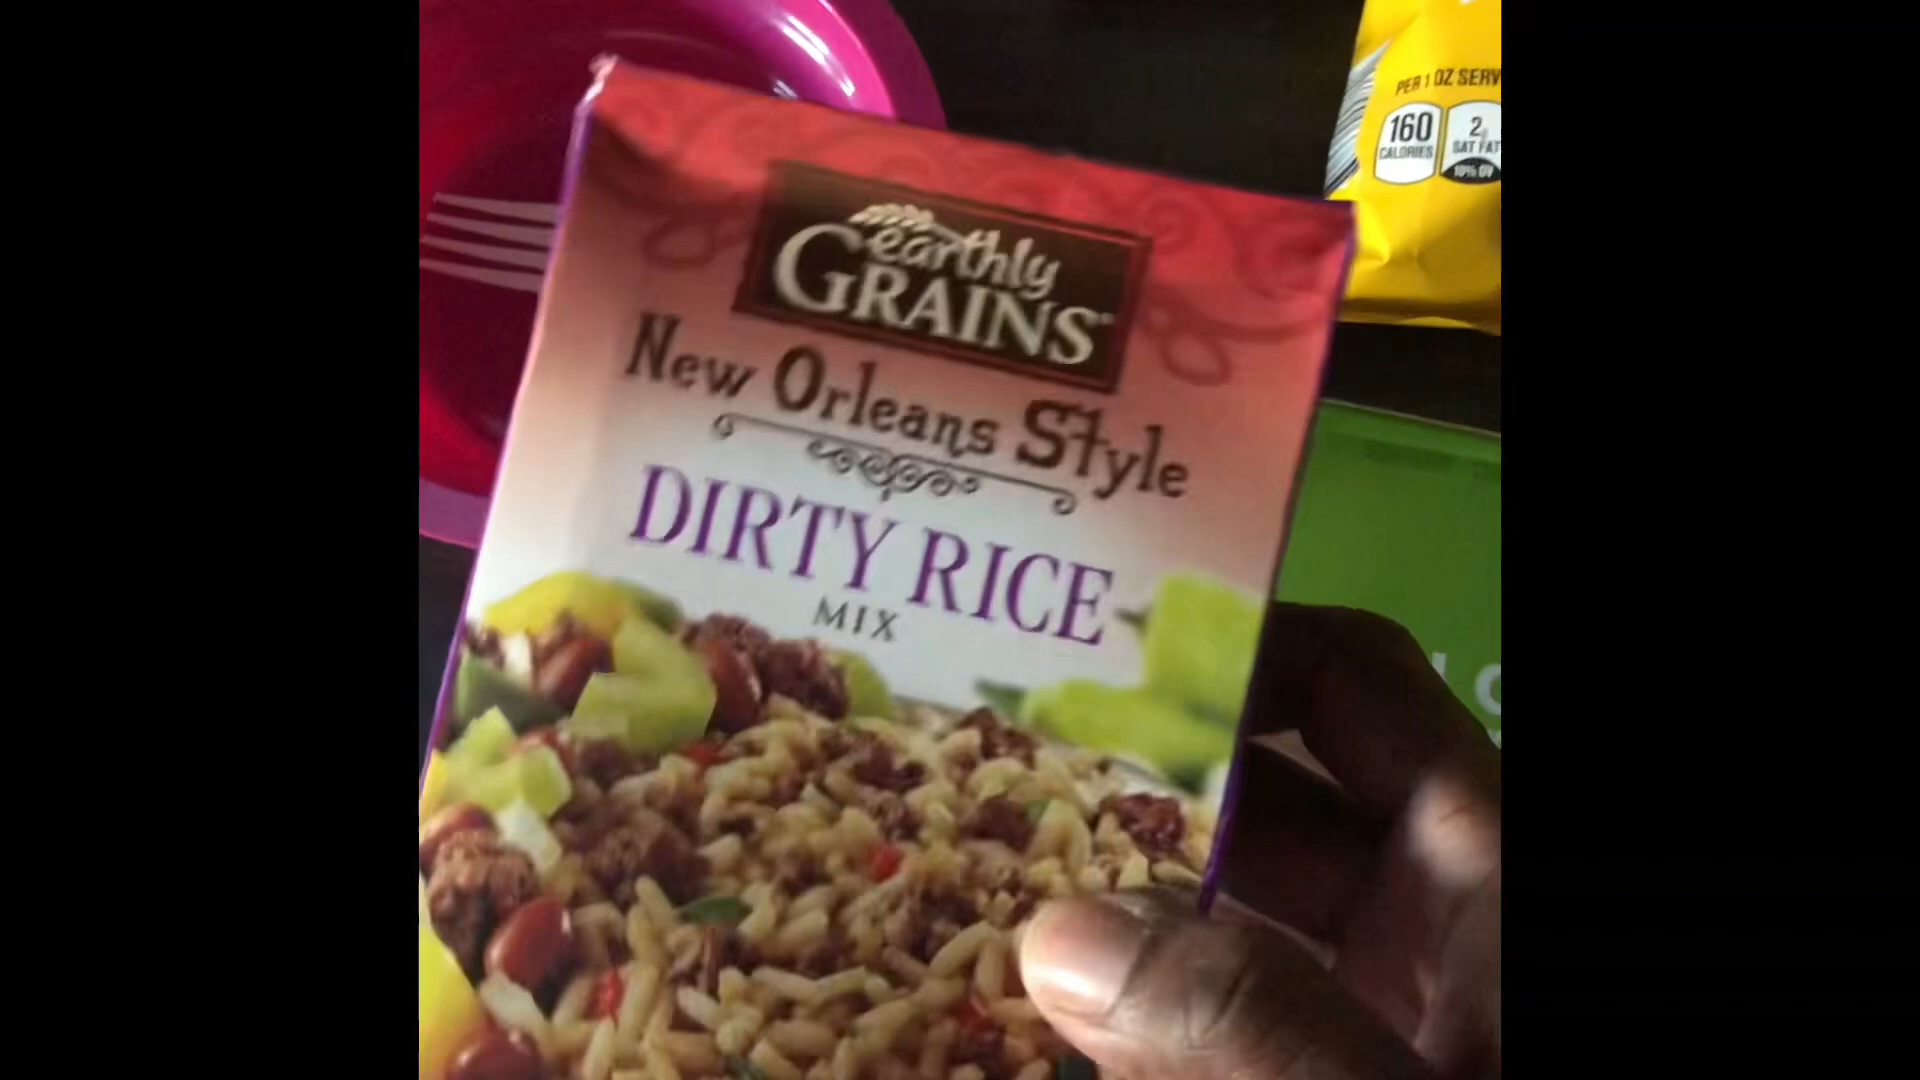 PER 1 OZ SERV
160
CALORIES
2
SAT FAT
10% DV
earthly
GRAINS
New Orleans Style
DIRTY RICE
MIX